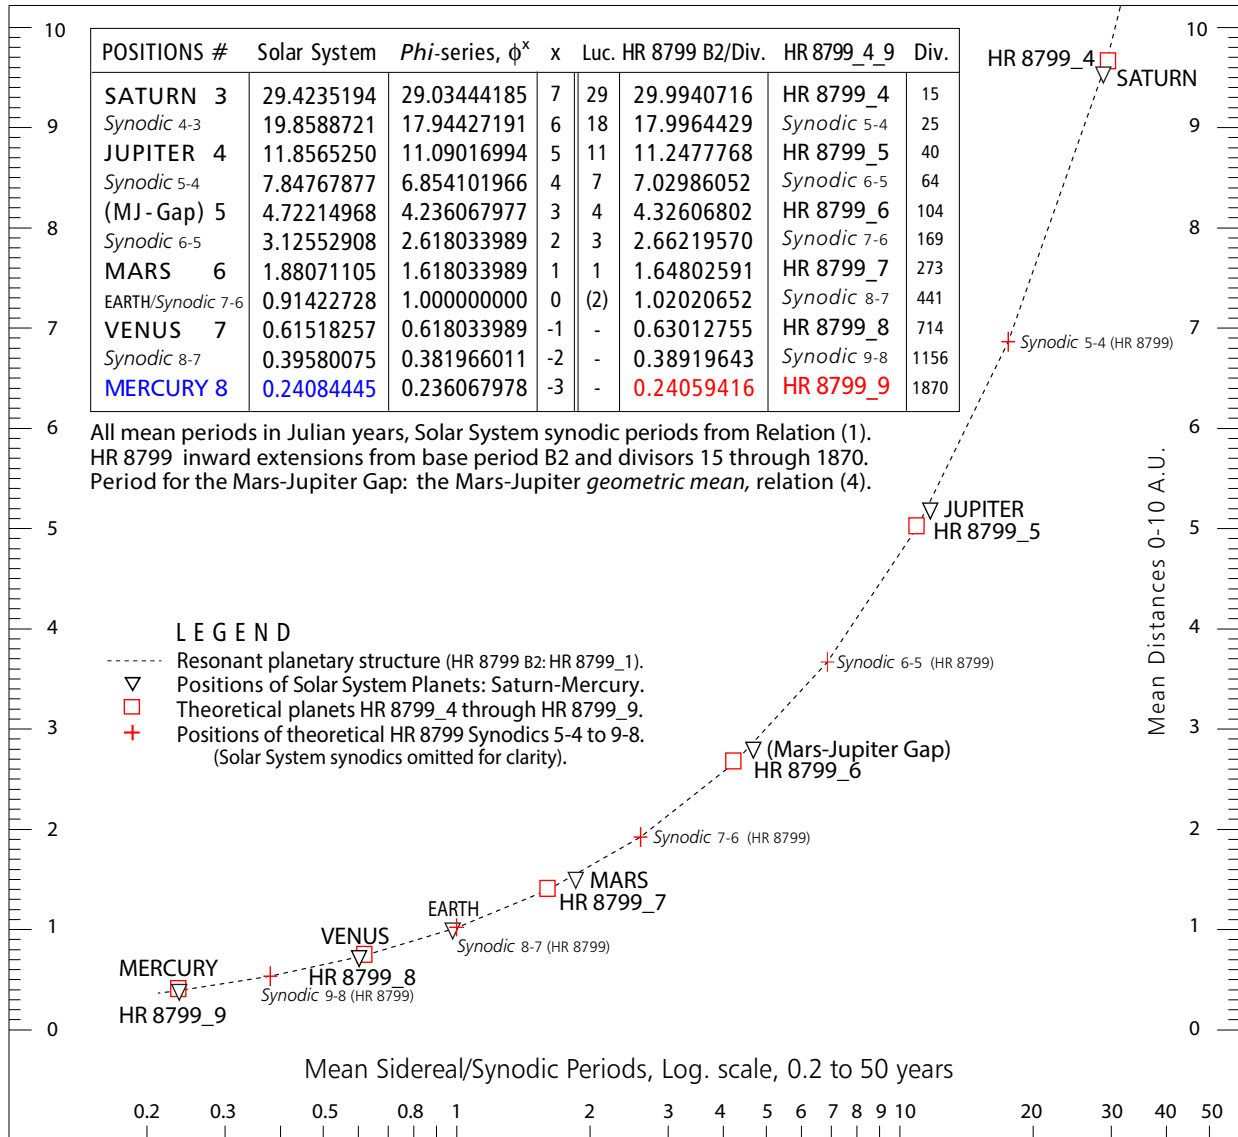 POSITIONS # Solar System Phi-series, ϕˣ x Luc. HR 8799 B2/Div. HR 8799_4_9 Div.
SATURN 3 29.4235194 29.03444185 7 29 29.9940716 HR 8799_4 15
Synodic 4-3 19.8588721 17.94427191 6 18 17.9964429 Synodic 5-4 25
JUPITER 4 11.8565250 11.09016994 5 11 11.2477768 HR 8799_5 40
Synodic 5-4 7.84767877 6.854101966 4 7 7.02986052 Synodic 6-5 64
(MJ-Gap) 5 4.72214968 4.236067977 3 4 4.32606802 HR 8799_6 104
Synodic 6-5 3.12552908 2.618033989 2 3 2.66219570 Synodic 7-6 169
MARS 6 1.88071105 1.618033989 1 1 1.64802591 HR 8799_7 273
EARTH/Synodic 7-6 0.91422728 1.000000000 0 (2) 1.02020652 Synodic 8-7 441
VENUS 7 0.61518257 0.618033989 -1 - 0.63012755 HR 8799_8 714
Synodic 8-7 0.39580075 0.381966011 -2 - 0.38919643 Synodic 9-8 1156
MERCURY 8 0.24084445 0.236067978 -3 - 0.24059416 HR 8799_9 1870
All mean periods in Julian years, Solar System synodic periods from Relation (1).
HR 8799 inward extensions from base period B2 and divisors 15 through 1870.
Period for the Mars-Jupiter Gap: the Mars-Jupiter geometric mean, relation (4).
HR 8799_4
SATURN
Synodic 5-4 (HR 8799)
JUPITER
HR 8799_5
Synodic 6-5 (HR 8799)
(Mars-Jupiter Gap)
HR 8799_6
Synodic 7-6 (HR 8799)
MARS
HR 8799_7
EARTH
Synodic 8-7 (HR 8799)
VENUS
HR 8799_8
Synodic 9-8 (HR 8799)
MERCURY
HR 8799_9
LEGEND
Resonant planetary structure (HR 8799 B2: HR 8799_1).
Positions of Solar System Planets: Saturn-Mercury.
Theoretical planets HR 8799_4 through HR 8799_9.
Positions of theoretical HR 8799 Synodics 5-4 to 9-8.
(Solar System synodics omitted for clarity).
10
9
8
7
6
5
4
3
2
1
0
10
9
8
7
6
5
4
3
2
1
0
Mean Distances 0-10 A.U.
Mean Sidereal/Synodic Periods, Log. scale, 0.2 to 50 years
0.2 0.3 0.5 0.8 1 2 3 4 5 6 7 8 9 10 20 30 40 50